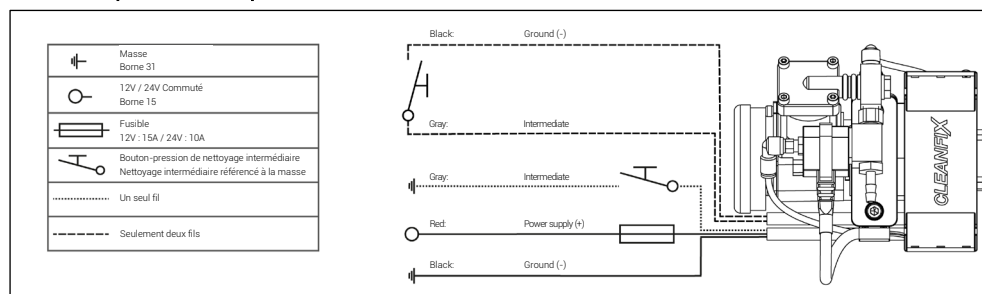 Masse
Borne 31
12V / 24V Commuté
Borne 15
Fusible
12V : 15A / 24V : 10A
Bouton-pression de nettoyage intermédiaire
Nettoyage intermédiaire référencé à la masse
Un seul fil
Seulement deux fils
Black: Ground (-)
Gray: Intermediate
Gray: Intermediate
Red: Power supply (+)
Black: Ground (-)
CLEANFIX